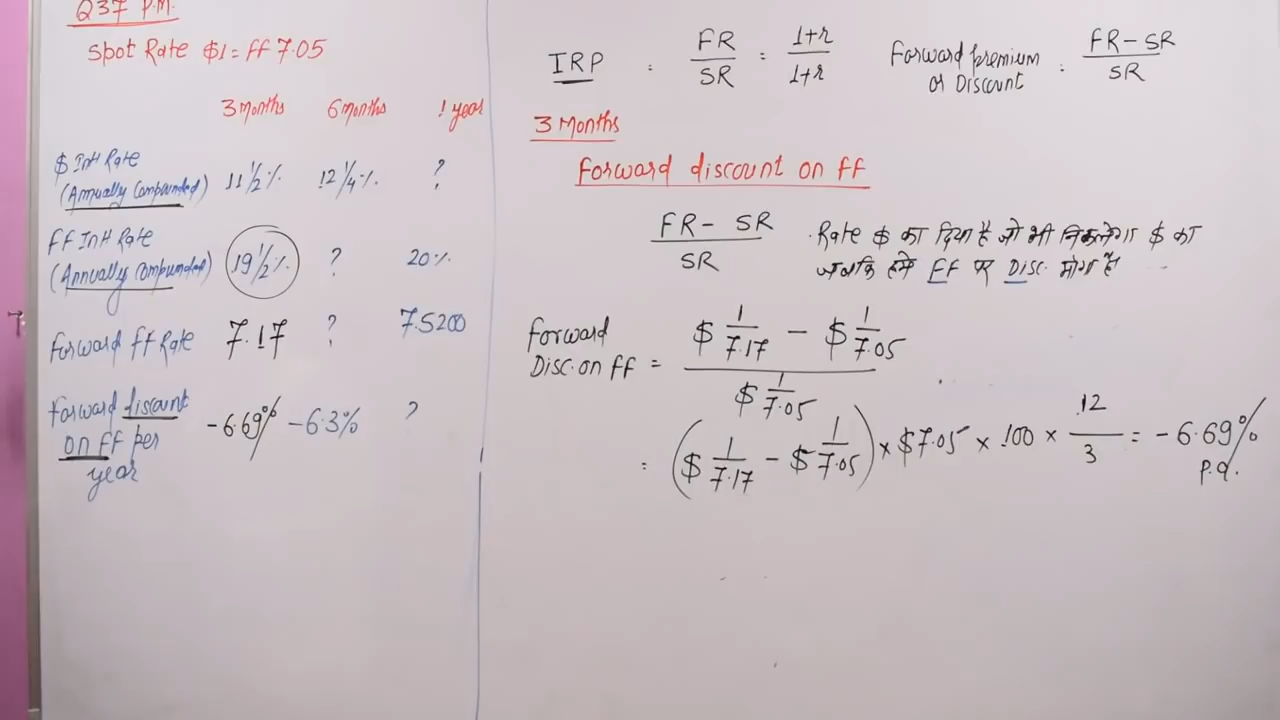 Q37 P.M.
Spot Rate $1 = FF 7.05
3 Months 6 Months 1 year
$ Int Rate
(Annually Compounded) 11 1/2 % 12 1/4 % ?
FF Int Rate
(Annually Compounded) 19 1/2 % ? 20%
Forward FF Rate 7.17 ? 7.5200
Forward discount
on FF per
year -6.69% -6.3% ?
IRP : FR/SR = 1+r/1+r Forward premium or Discount : FR-SR/SR
3 Months
Forward discount on FF
FR - SR / SR
Rate $ का दिया है जो भी निकलेगा $ का
जबकि हमे FF पर Disc. मांगा है
Forward
Disc. on FF = $ 1/7.17 - $ 1/7.05 / $ 1/7.05
= ($ 1/7.17 - $ 1/7.05) × $7.05 × 100 × 12/3 = -6.69%
p.a.